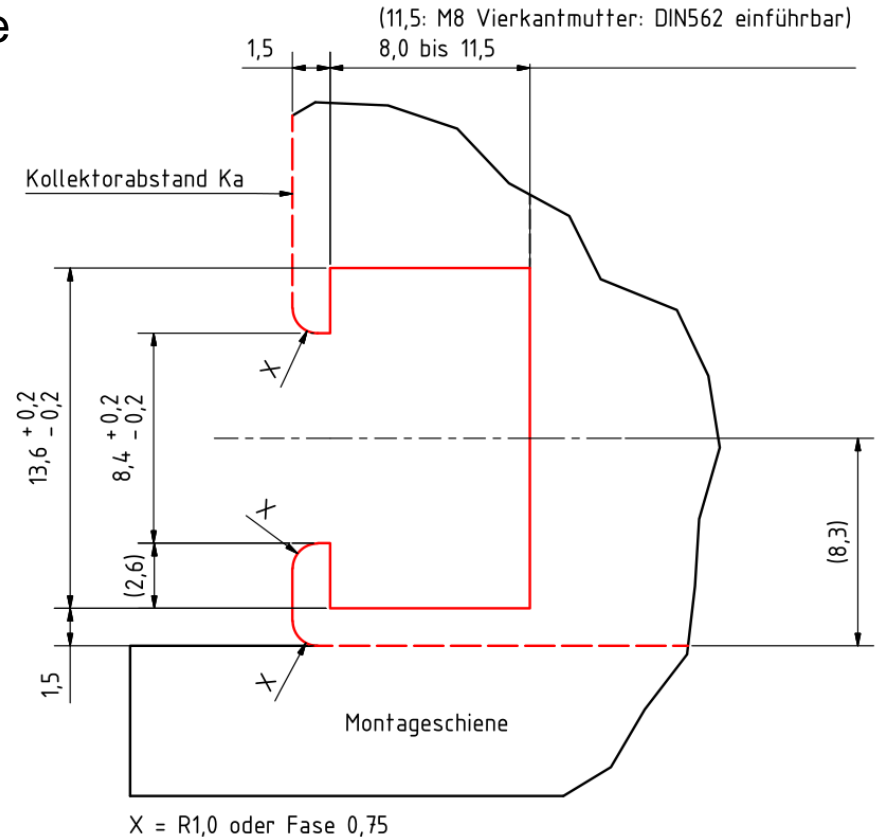 e
(11,5: M8 Vierkantmutter: DIN562 einführbar)
1,5
8,0 bis 11,5
Kollektorabstand Ka
X
13,6 +0,2 -0,2
8,4 +0,2 -0,2
X
(2,6)
(8,3)
1,5
X
Montageschiene
X = R1,0 oder Fase 0,75